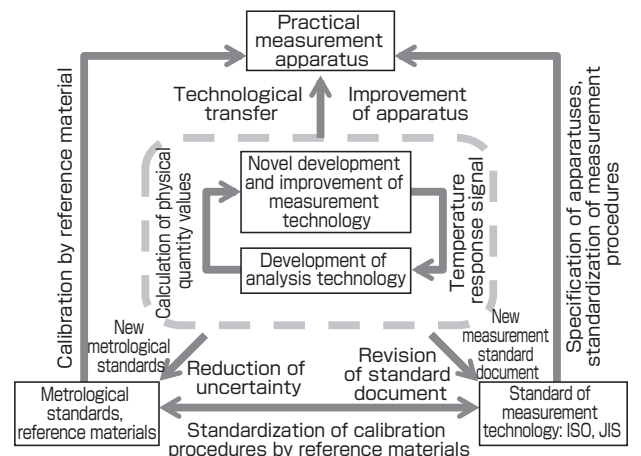 Practical
measurement
apparatus
Calibration by reference material
Technological
transfer
Improvement
of apparatus
Specification of apparatuses,
standardization of measurement
procedures
Novel development
and improvement of
measurement
technology
Calculation of physical
quantity values
Temperature
response signal
Development of
analysis technology
New
metrological
standards
Reduction of
uncertainty
Revision
of standard
document
New
measurement
standard
document
Metrological
standards,
reference materials
Standard of
measurement
technology: ISO, JIS
Standardization of calibration
procedures by reference materials